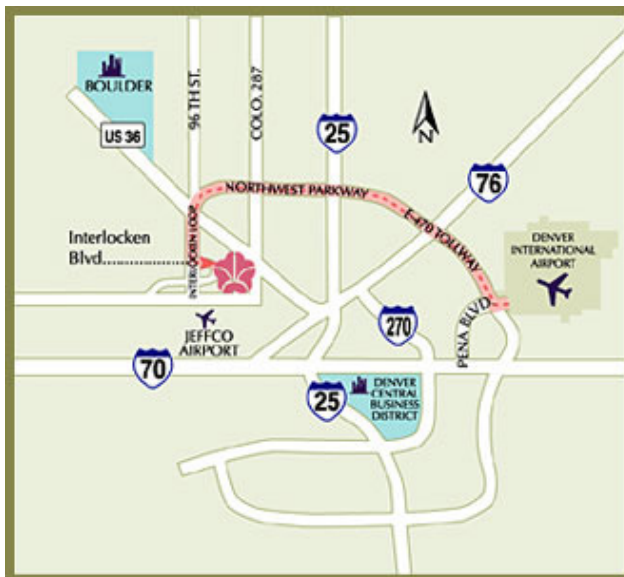 BOULDER
US 36
96 TH ST.
COLO. 287
25
N
76
NORTHWEST PARKWAY
E-470 TOLLWAY
INTERLOCKEN LOOP
Interlocken
Blvd
DENVER
INTERNATIONAL
AIRPORT
PENA BLVD
JEFFCO
AIRPORT
270
70
25
DENVER
CENTRAL
BUSINESS
DISTRICT